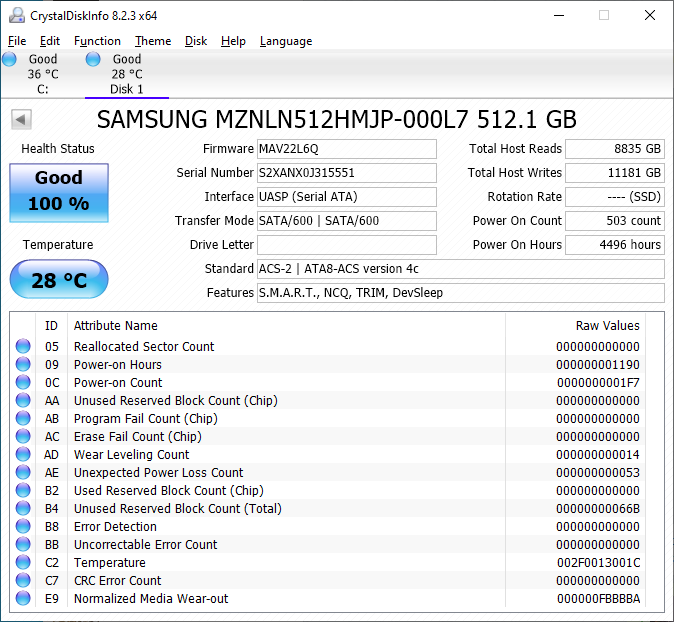 CrystalDiskInfo 8.2.3 x64
File Edit Function Theme Disk Help Language
Good Good
36 °C 28 °C
C: Disk 1
SAMSUNG MZNLN512HMJP-000L7 512.1 GB
Health Status
Good
100 %
Temperature
28 °C
Firmware MAV22L6Q Total Host Reads 8835 GB
Serial Number S2XANX0J315551 Total Host Writes 11181 GB
Interface UASP (Serial ATA) Rotation Rate ---- (SSD)
Transfer Mode SATA/600 | SATA/600 Power On Count 503 count
Drive Letter Power On Hours 4496 hours
Standard ACS-2 | ATA8-ACS version 4c
Features S.M.A.R.T., NCQ, TRIM, DevSleep
ID Attribute Name Raw Values
05 Reallocated Sector Count 000000000000
09 Power-on Hours 000000001190
0C Power-on Count 0000000001F7
AA Unused Reserved Block Count (Chip) 000000000000
AB Program Fail Count (Chip) 000000000000
AC Erase Fail Count (Chip) 000000000000
AD Wear Leveling Count 000000000014
AE Unexpected Power Loss Count 000000000053
B2 Used Reserved Block Count (Chip) 000000000000
B4 Unused Reserved Block Count (Total) 00000000066B
B8 Error Detection 000000000000
BB Uncorrectable Error Count 000000000000
C2 Temperature 002F0013001C
C7 CRC Error Count 000000000000
E9 Normalized Media Wear-out 000000FBBBBA